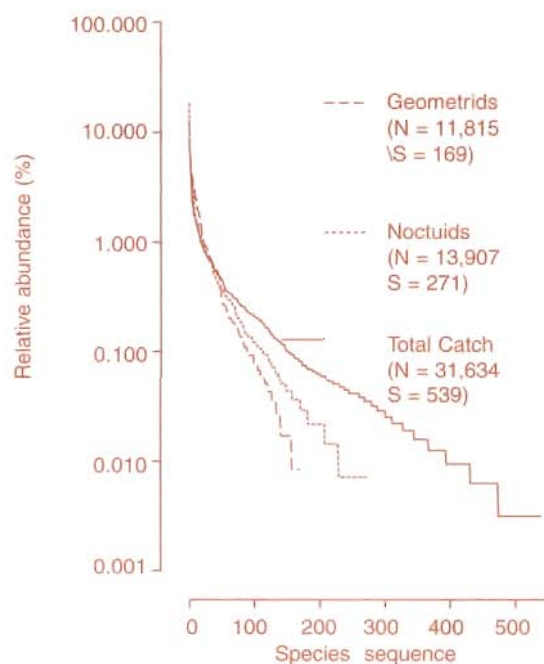 100.000
10.000
1.000
0.100
0.010
0.001
Relative abundance (%)
Geometrids
(N = 11,815
\S = 169)
Noctuids
(N = 13,907
S = 271)
Total Catch
(N = 31,634
S = 539)
0 100 200 300 400 500
Species sequence